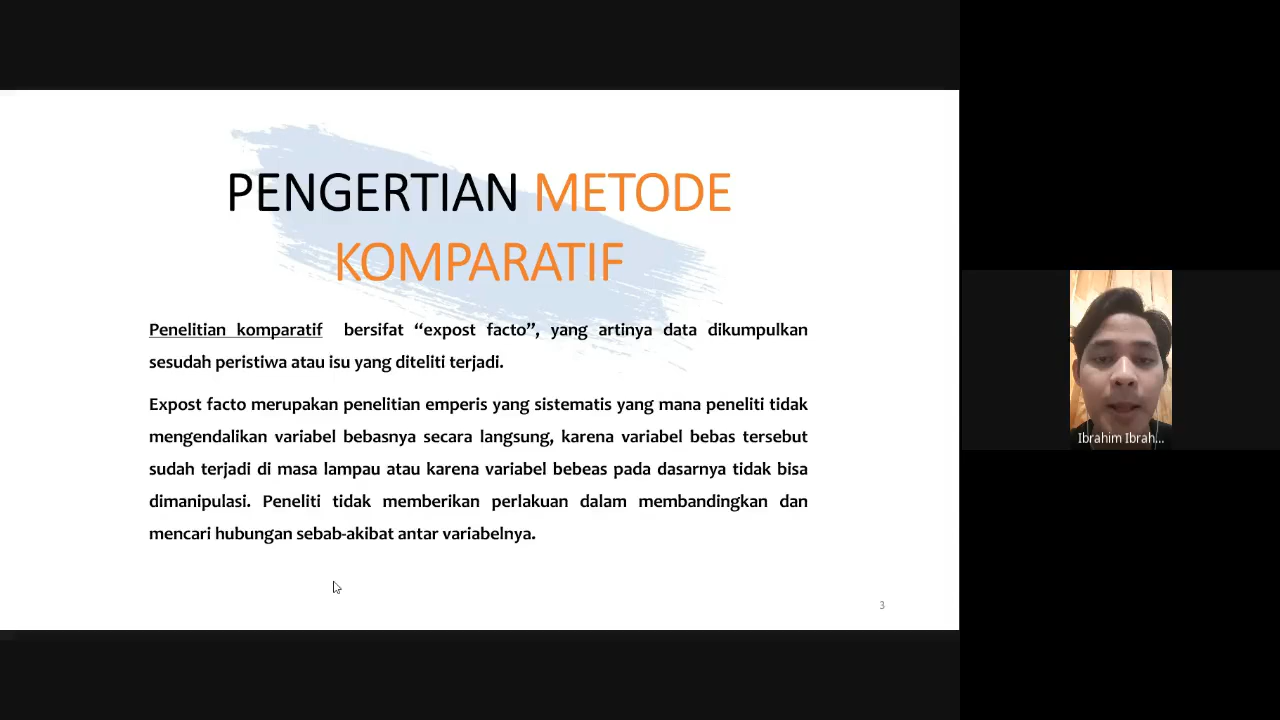 PENGERTIAN METODE
KOMPARATIF
Penelitian komparatif bersifat “expost facto”, yang artinya data dikumpulkan
sesudah peristiwa atau isu yang diteliti terjadi.
Expost facto merupakan penelitian emperis yang sistematis yang mana peneliti tidak
mengendalikan variabel bebasnya secara langsung, karena variabel bebas tersebut
sudah terjadi di masa lampau atau karena variabel bebeas pada dasarnya tidak bisa
dimanipulasi. Peneliti tidak memberikan perlakuan dalam membandingkan dan
mencari hubungan sebab-akibat antar variabelnya.
3
Ibrahim Ibrah...